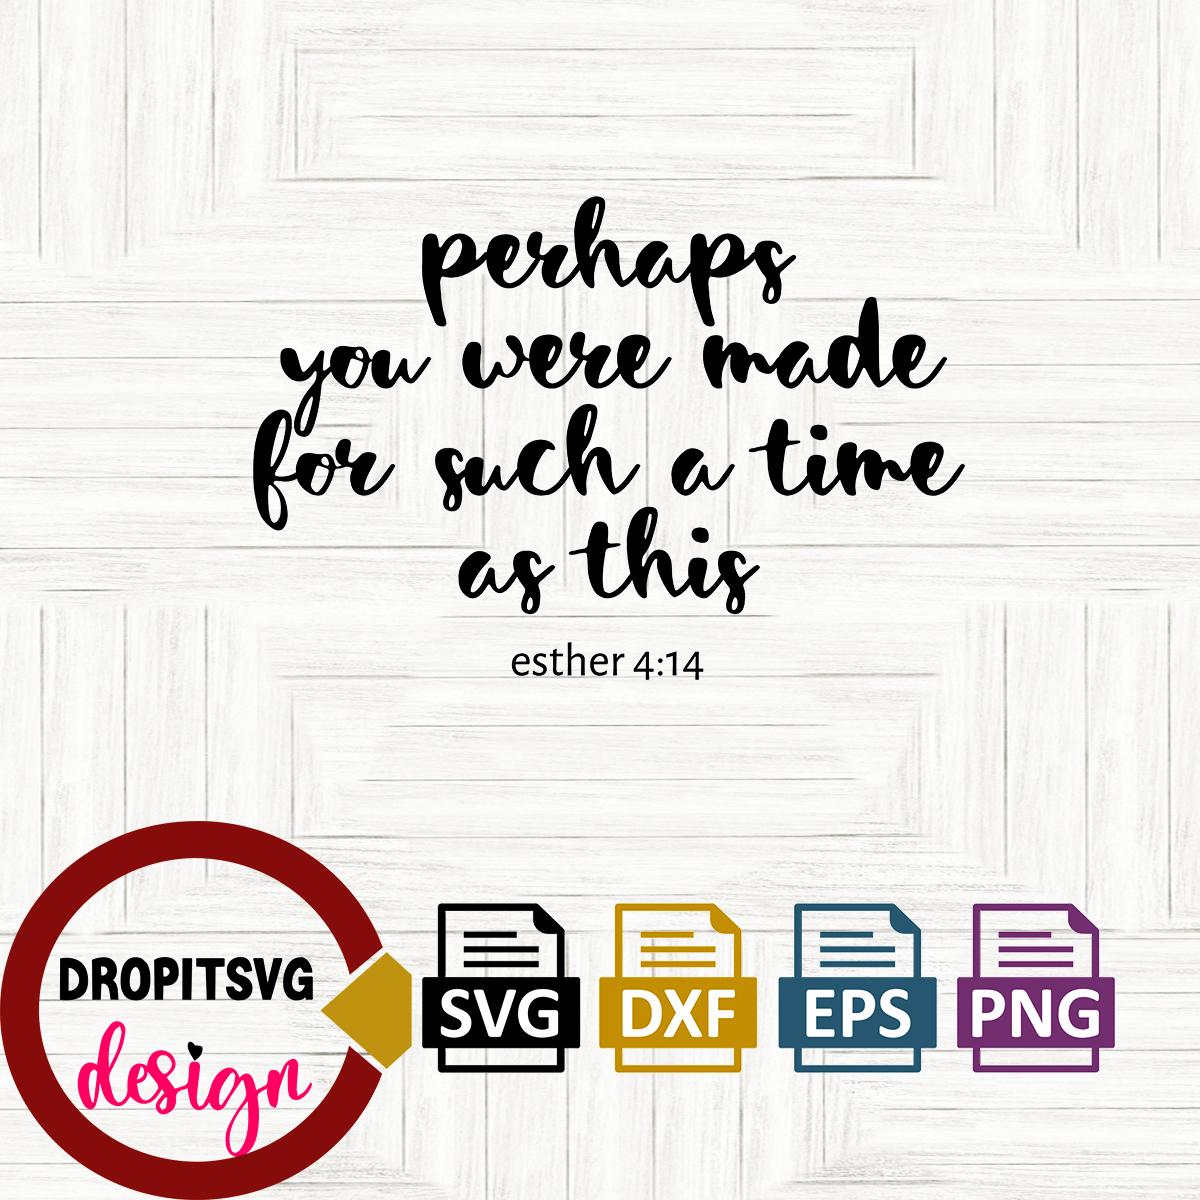 perhaps
you were made
for such a time
as this
esther 4:14
DROPITSVG
design
SVG
DXF
EPS
PNG